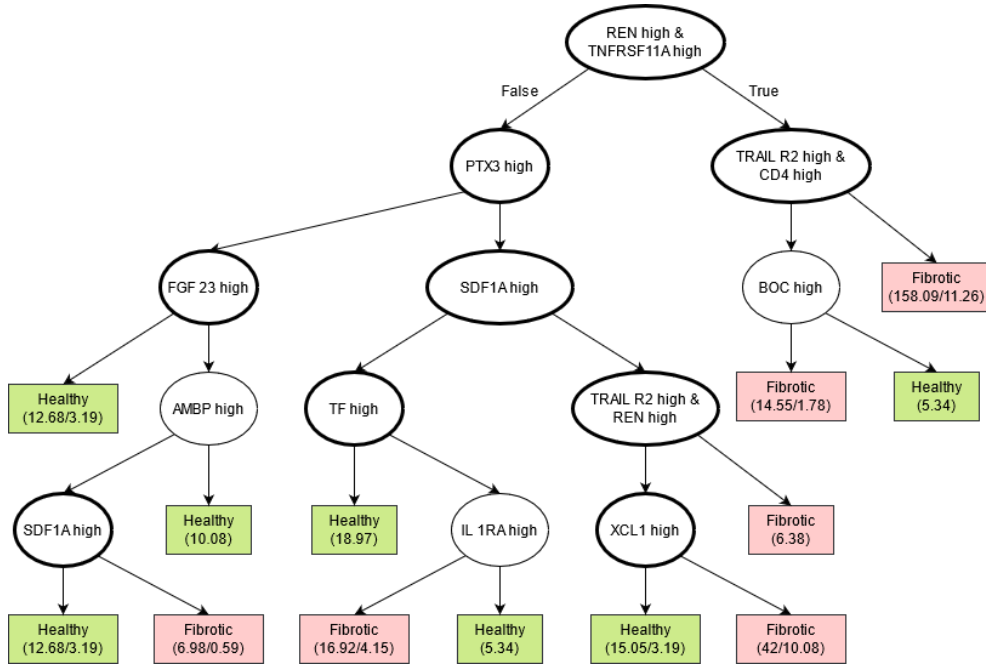 REN high &
TNFRSF11A high
False
True
PTX3 high
TRAIL R2 high &
CD4 high
FGF 23 high
SDF1A high
BOC high
Fibrotic
(158.09/11.26)
Healthy
(12.68/3.19)
AMBP high
TF high
TRAIL R2 high &
REN high
Fibrotic
(14.55/1.78)
Healthy
(5.34)
SDF1A high
Healthy
(10.08)
Healthy
(18.97)
IL 1RA high
XCL1 high
Fibrotic
(6.38)
Healthy
(12.68/3.19)
Fibrotic
(6.98/0.59)
Fibrotic
(16.92/4.15)
Healthy
(5.34)
Healthy
(15.05/3.19)
Fibrotic
(42/10.08)